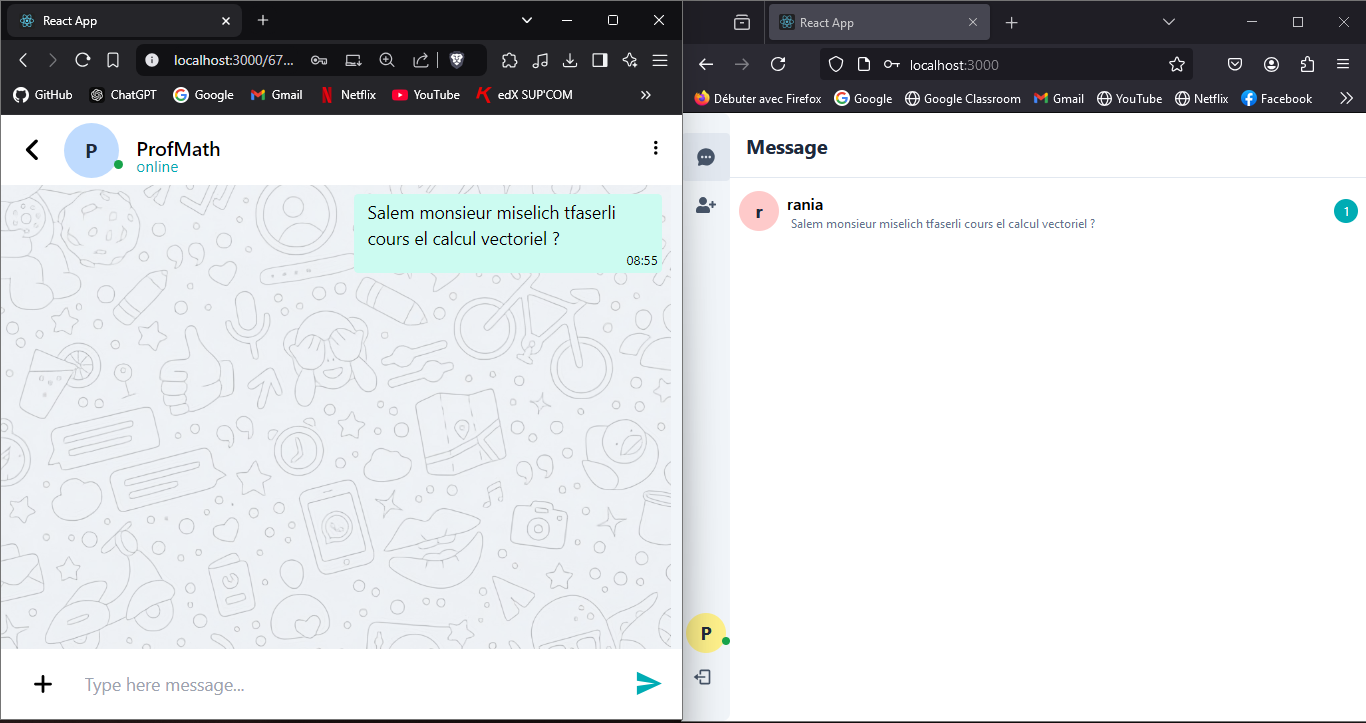 React App
localhost:3000/67...
GitHub
ChatGPT
Google
Gmail
Netflix
YouTube
edX SUP'COM
P
ProfMath
online
Salem monsieur miselich tfaserli
cours el calcul vectoriel ?
08:55
Type here message...
React App
localhost:3000
Débuter avec Firefox
Google
Google Classroom
Gmail
YouTube
Netflix
Facebook
Message
r
rania
Salem monsieur miselich tfaserli cours el calcul vectoriel ?
1
P